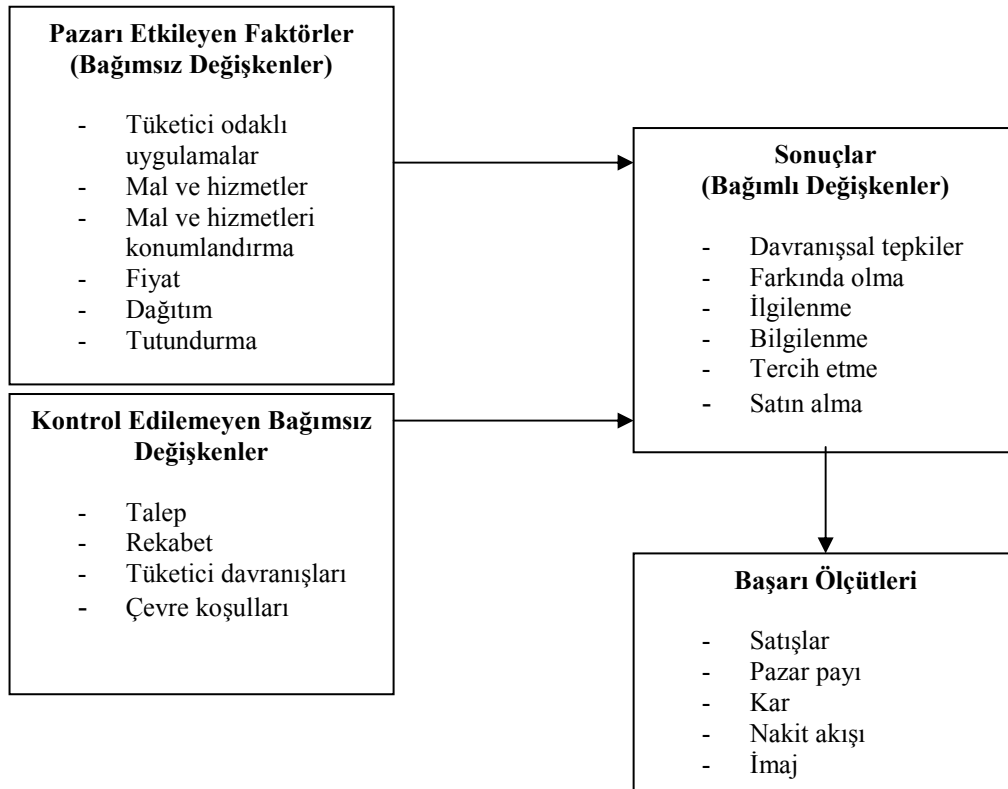 Pazarı Etkileyen Faktörler
(Bağımsız Değişkenler)
- Tüketici odaklı
uygulamalar
- Mal ve hizmetler
- Mal ve hizmetleri
konumlandırma
- Fiyat
- Dağıtım
- Tutundurma
Kontrol Edilemeyen Bağımsız
Değişkenler
- Talep
- Rekabet
- Tüketici davranışları
- Çevre koşulları
Sonuçlar
(Bağımlı Değişkenler)
- Davranışsal tepkiler
- Farkında olma
- İlgilenme
- Bilgilenme
- Tercih etme
- Satın alma
Başarı Ölçütleri
- Satışlar
- Pazar payı
- Kar
- Nakit akışı
- İmaj